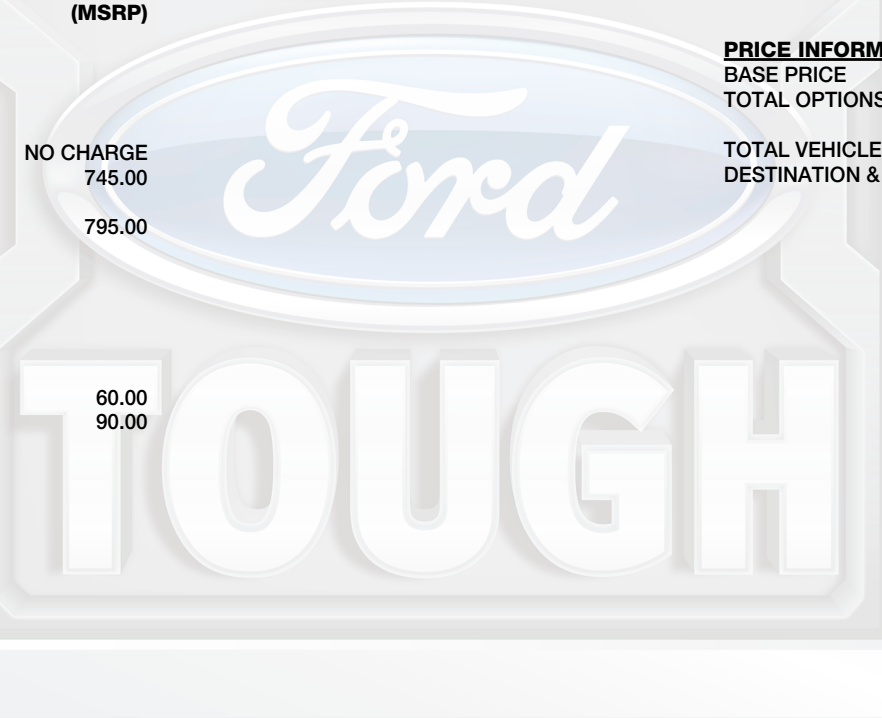 (MSRP)
NO CHARGE
745.00
795.00
60.00
90.00
PRICE INFORM
BASE PRICE
TOTAL OPTIONS
TOTAL VEHICLE
DESTINATION &
Ford
TOUGH